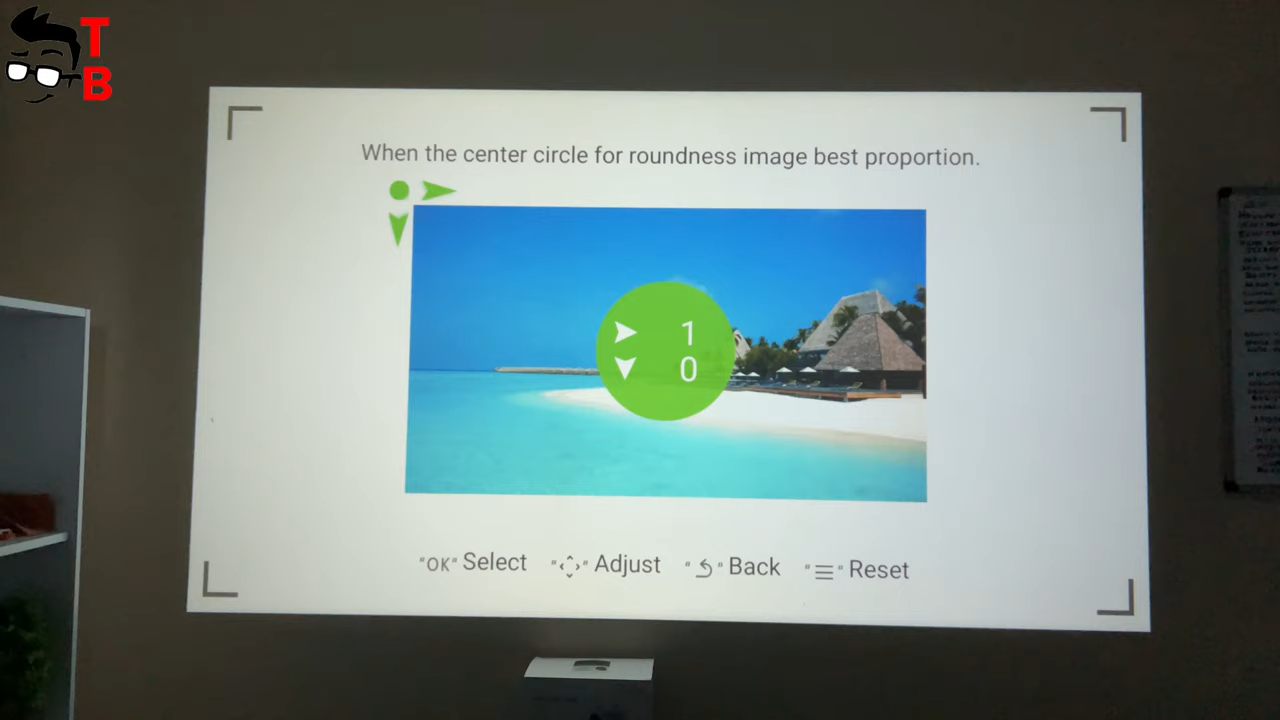 T
B
When the center circle for roundness image best proportion.
1
0
"OK" Select " " Adjust " " Back " " Reset